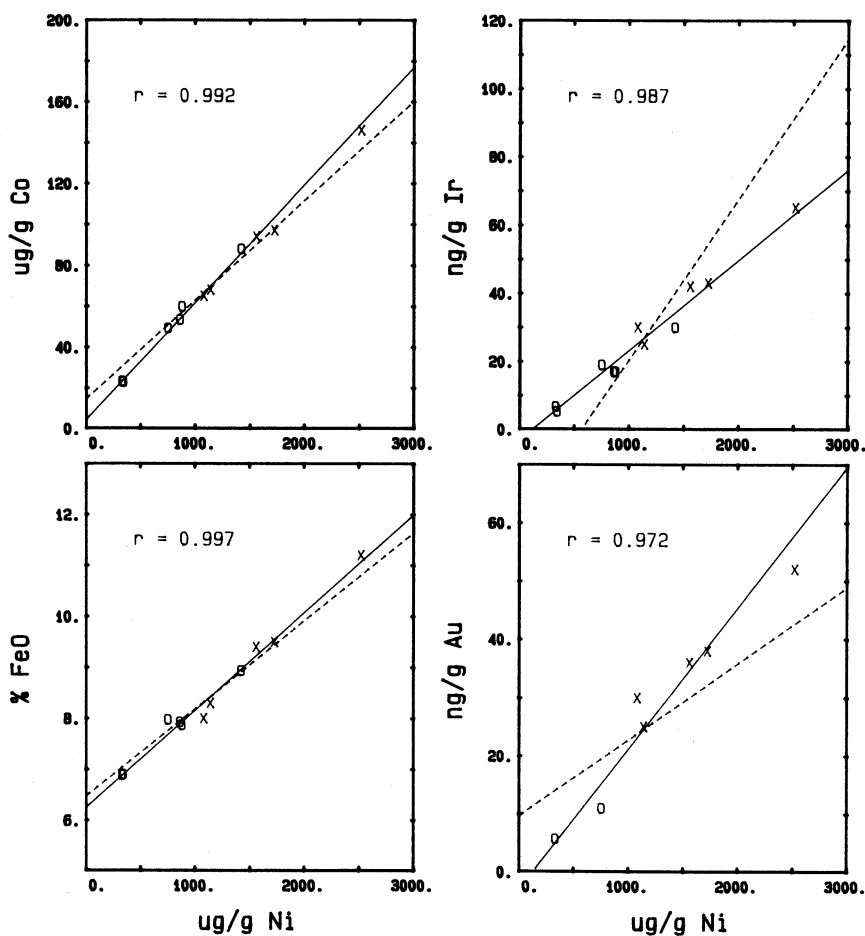 200.
160.
120.
80.
40.
0.
ug/g Co
r = 0.992
0. 1000. 2000. 3000.
120.
100.
80.
60.
40.
20.
0.
ng/g Ir
r = 0.987
0. 1000. 2000. 3000.
12.
10.
8.
6.
% FeO
r = 0.997
0. 1000. 2000. 3000.
ug/g Ni
60.
40.
20.
0.
ng/g Au
r = 0.972
0. 1000. 2000. 3000.
ug/g Ni